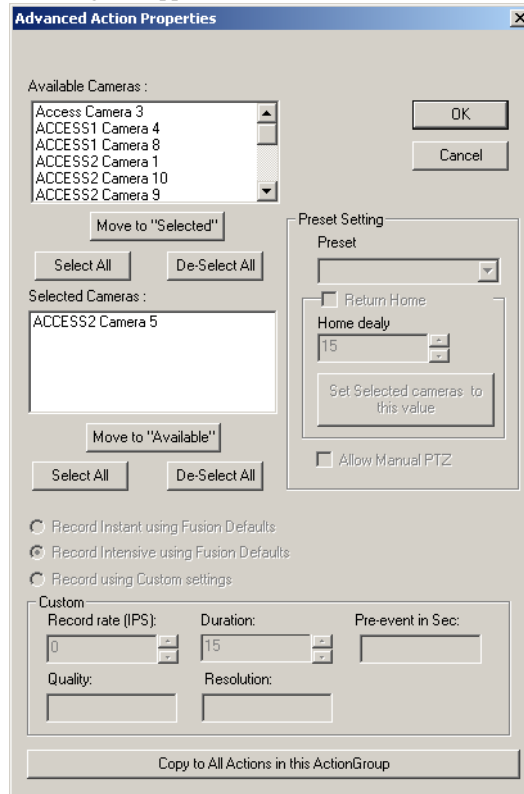 Advanced Action Properties
Available Cameras :
Access Camera 3
ACCESS1 Camera 4
ACCESS1 Camera 8
ACCESS2 Camera 1
ACCESS2 Camera 10
ACCESS2 Camera 9
OK
Cancel
Move to "Selected"
Select All
De-Select All
Selected Cameras :
ACCESS2 Camera 5
Move to "Available"
Select All
De-Select All
Preset Setting
Preset
Return Home
Home dealy
15
Set Selected cameras to
this value
Allow Manual PTZ
Record Instant using Fusion Defaults
Record Intensive using Fusion Defaults
Record using Custom settings
Custom
Record rate (IPS):
Duration:
Pre-event in Sec:
0
15
Quality:
Resolution:
Copy to All Actions in this ActionGroup